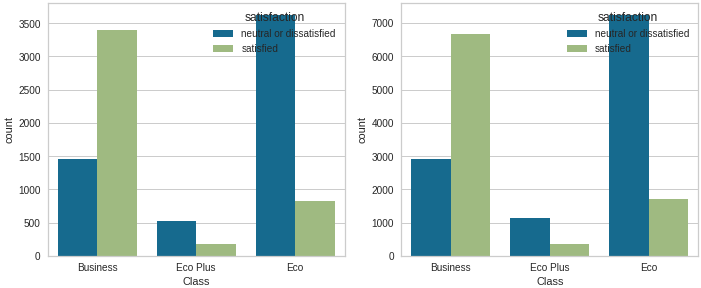 satisfaction
neutral or dissatisfied
satisfied
3500
3000
2500
2000
1500
1000
500
0
count
Business
Eco Plus
Eco
Class
satisfaction
neutral or dissatisfied
satisfied
7000
6000
5000
4000
3000
2000
1000
0
count
Business
Eco Plus
Eco
Class